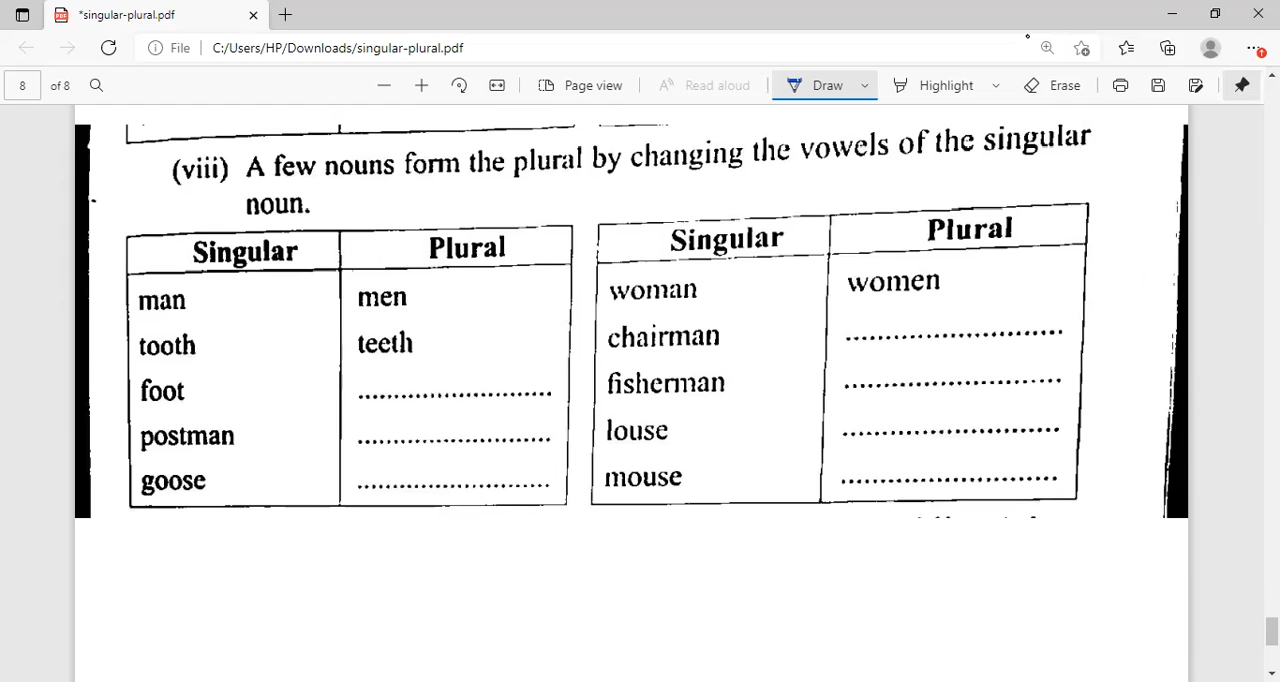 *singular-plural.pdf
File
C:/Users/HP/Downloads/singular-plural.pdf
8 of 8
Page view
Read aloud
Draw
Highlight
Erase
(viii) A few nouns form the plural by changing the vowels of the singular
noun.
Singular Plural
man men
tooth teeth
foot ..............................
postman ..............................
goose ..............................
Singular Plural
woman women
chairman ..............................
fisherman ..............................
louse ..............................
mouse ..............................